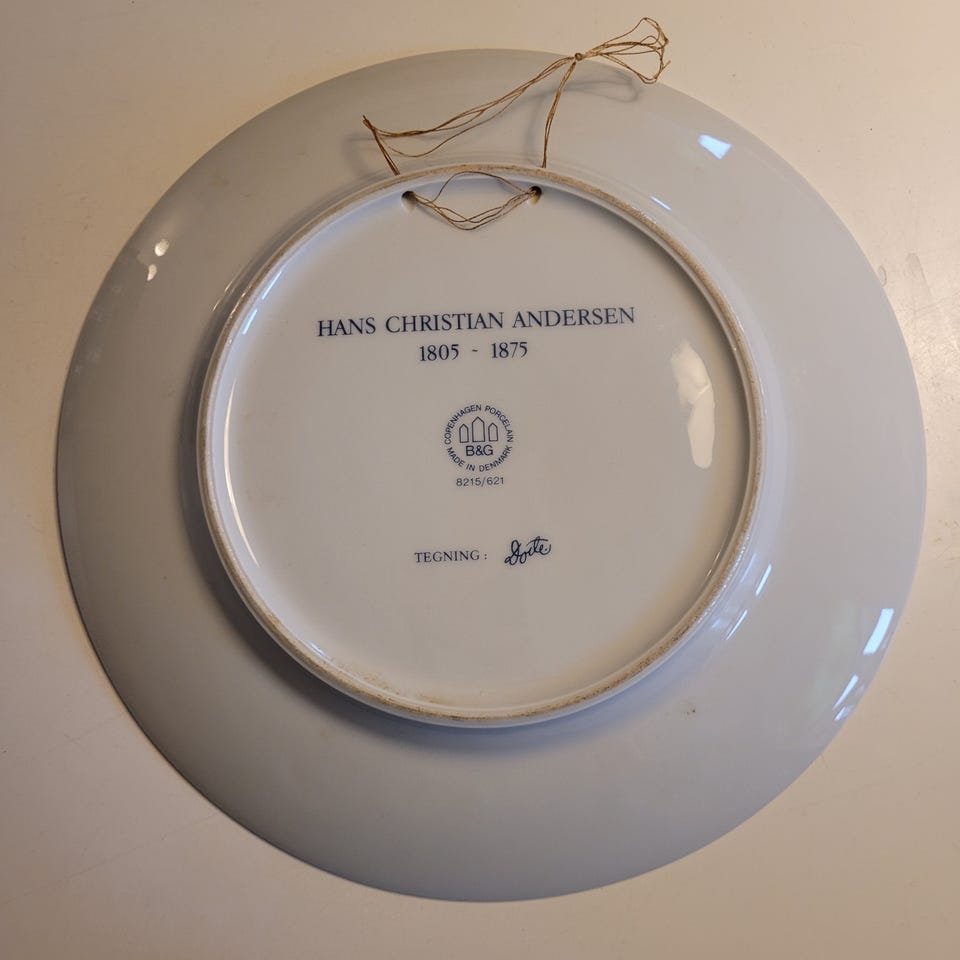 HANS CHRISTIAN ANDERSEN
1805 ~ 1875
COPENHAGEN PORCELAIN
B&G
MADE IN DENMARK
8215/621
TEGNING: